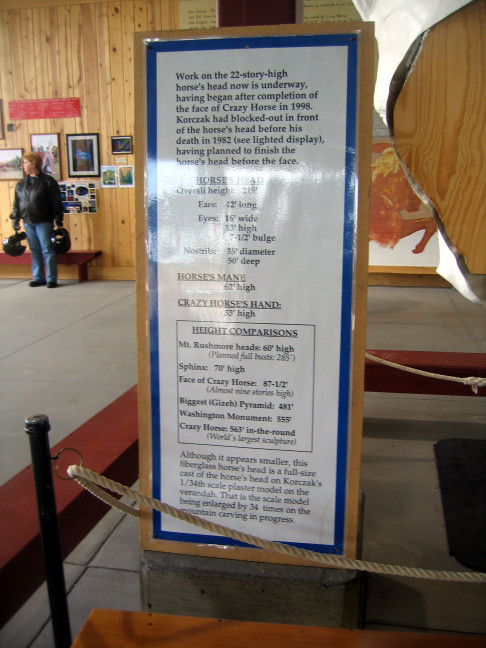 Work on the 22-story-high
horse's head now is underway,
having began after completion of
the face of Crazy Horse in 1998.
Korczak had blocked-out in front
of the horse's head before his
death in 1982 (see lighted display),
having planned to finish the
horse's head before the face.
HORSE'S HEAD
Overall height: 219'
Ears: 42' long
Eyes: 16' wide
13' high
7-1/2' bulge
Nostrils: 35' diameter
50' deep
HORSE'S MANE
62' high
CRAZY HORSE'S HAND:
33' high
HEIGHT COMPARISONS
Mt. Rushmore heads: 60' high
(Planned full busts: 285')
Sphinx: 70' high
Face of Crazy Horse: 87-1/2'
(Almost nine stories high)
Biggest (Gizeh) Pyramid: 481'
Washington Monument: 555'
Crazy Horse: 563' in-the-round
(World's largest sculpture)
Although it appears smaller, this
fiberglass horse's head is a full-size
cast of the horse's head on Korczak's
1/34th scale plaster model on the
verandah. That is the scale model
being enlarged by 34 times on the
mountain carving in progress.